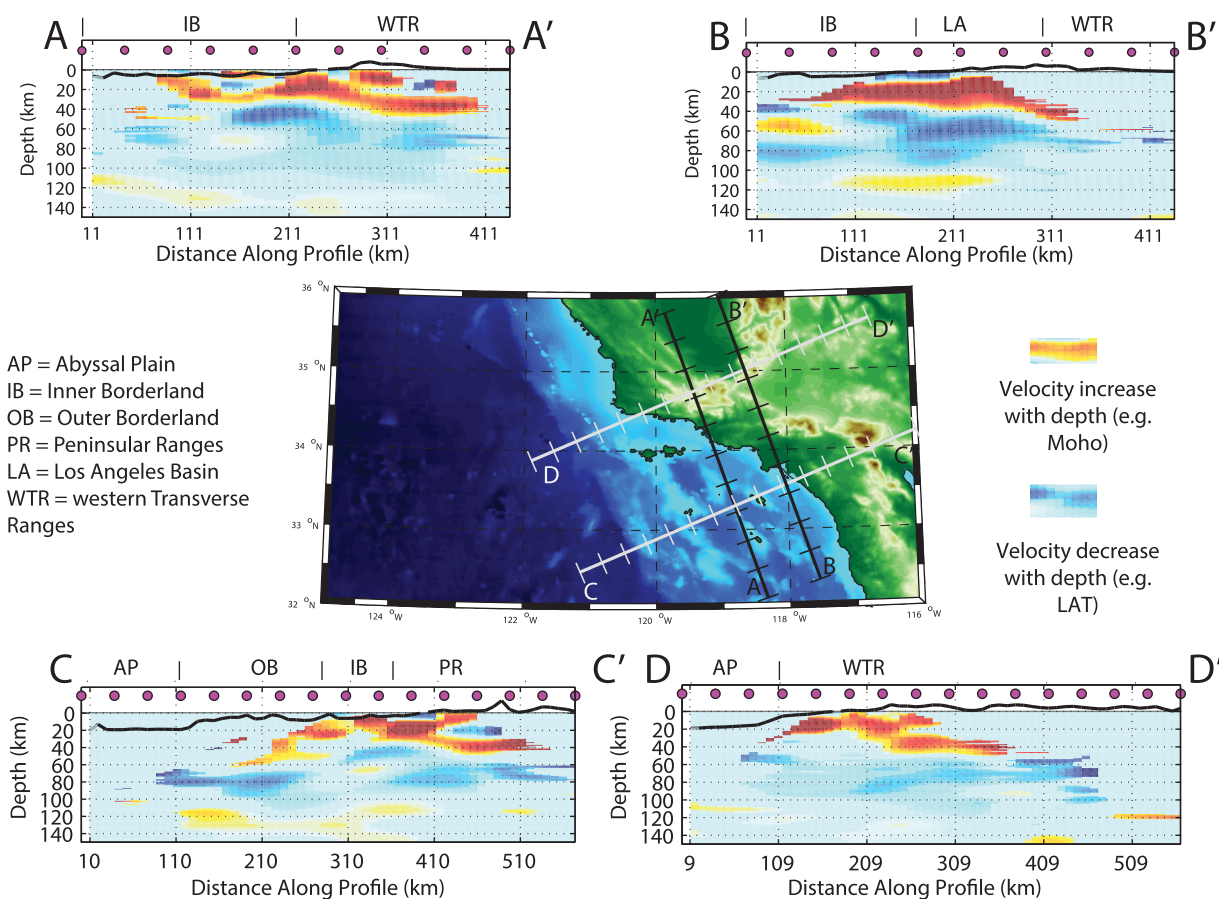 A | IB | WTR A′
0
20
40
60
80
100
120
140
Depth (km)
11 111 211 311 411
Distance Along Profile (km)
B | IB | LA | WTR B′
0
20
40
60
80
100
120
140
Depth (km)
11 111 211 311 411
Distance Along Profile (km)
AP = Abyssal Plain
IB = Inner Borderland
OB = Outer Borderland
PR = Peninsular Ranges
LA = Los Angeles Basin
WTR = western Transverse
Ranges
36 °N
35 °N
34 °N
33 °N
32 °N
124 °W 122 °W 120 °W 118 °W 116 °W
A′ B′ D′
D C′
C A B
Velocity increase
with depth (e.g.
Moho)
Velocity decrease
with depth (e.g.
LAT)
C AP | OB | IB | PR C′
0
20
40
60
80
100
120
140
Depth (km)
10 110 210 310 410 510
Distance Along Profile (km)
D AP | WTR D′
0
20
40
60
80
100
120
140
Depth (km)
9 109 209 309 409 509
Distance Along Profile (km)